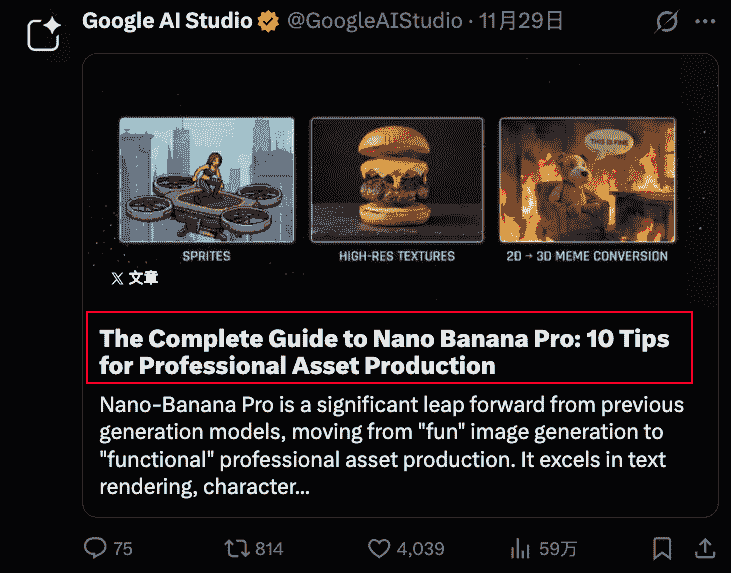 Google AI Studio @GoogleAIStudio · 11月29日
THIS IS FINE
SPRITES
HIGH-RES TEXTURES
2D → 3D MEME CONVERSION
X 文章
The Complete Guide to Nano Banana Pro: 10 Tips
for Professional Asset Production
Nano-Banana Pro is a significant leap forward from previous
generation models, moving from "fun" image generation to
"functional" professional asset production. It excels in text
rendering, character...
75 814 4,039 59万